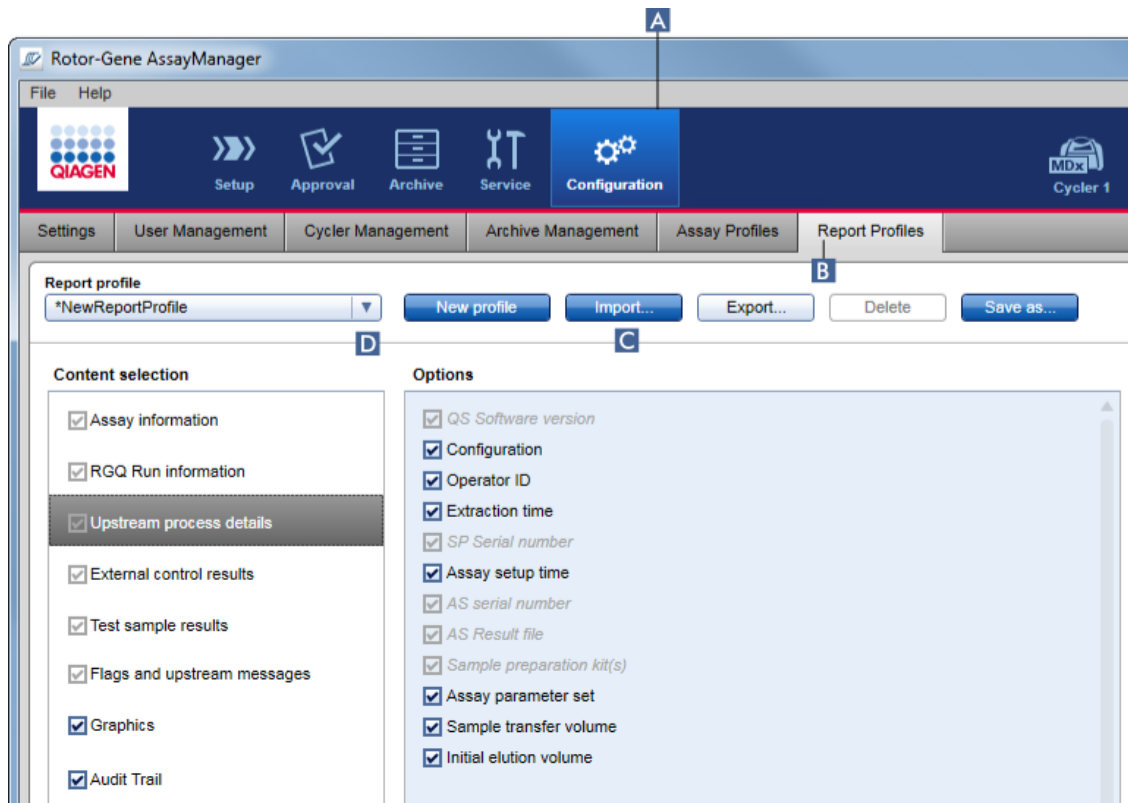 A
Rotor-Gene AssayManager
File Help
QIAGEN
Setup Approval Archive Service Configuration
MDx
Cycler 1
Settings User Management Cycler Management Archive Management Assay Profiles Report Profiles
B
Report profile
*NewReportProfile New profile Import... Export... Delete Save as...
D C
Content selection
Assay information
RGQ Run information
Upstream process details
External control results
Test sample results
Flags and upstream messages
Graphics
Audit Trail
Options
QS Software version
Configuration
Operator ID
Extraction time
SP Serial number
Assay setup time
AS serial number
AS Result file
Sample preparation kit(s)
Assay parameter set
Sample transfer volume
Initial elution volume